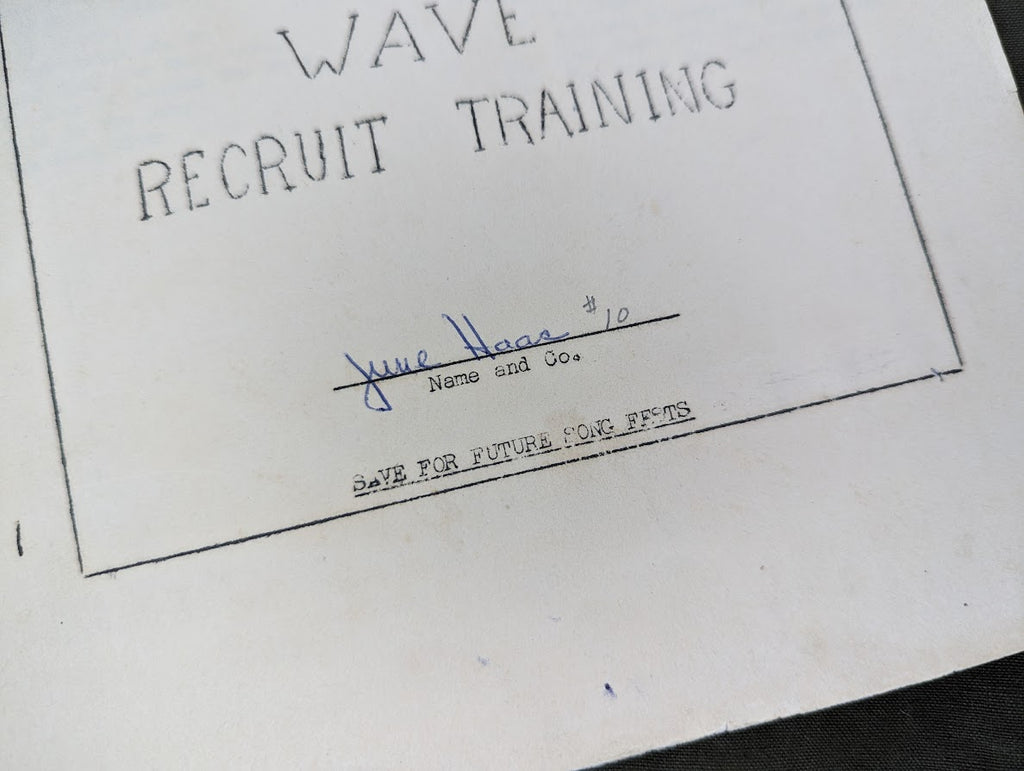 WAVE
RECRUIT TRAINING
June Haas #10
Name and Co.
SAVE FOR FUTURE SONG FESTS